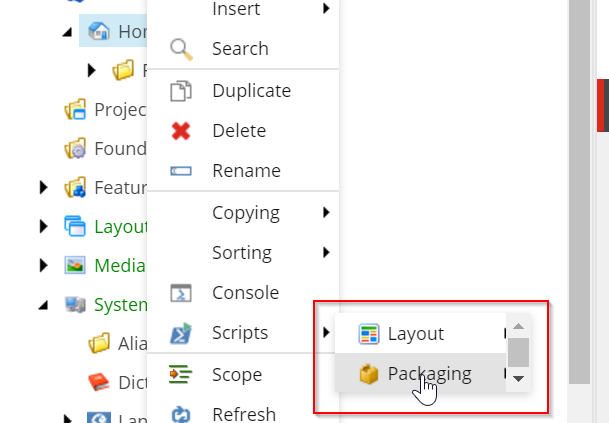 Insert
Search
Duplicate
Projec
Delete
Found
Rename
Featur
Copying
Layout
Sorting
Media
Console
System
Scripts
Layout
Alia
Scope
Packaging
Dict
Refresh
Lan